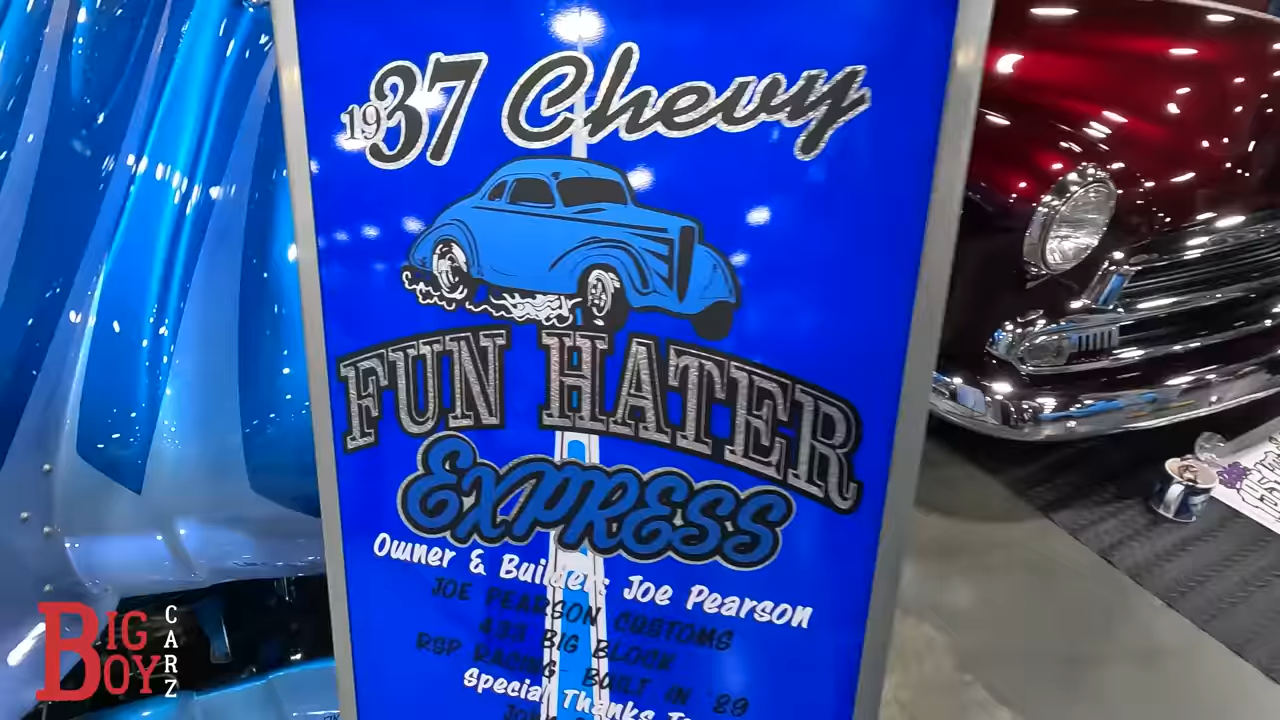 1937 Chevy
FUN HATER
EXPRESS
Owner & Builder: Joe Pearson
JOE PEARSON CUSTOMS
433 BIG BLOCK
RSP RACING BUILT IN '89
Special Thanks To
BIG BOY
CARZ